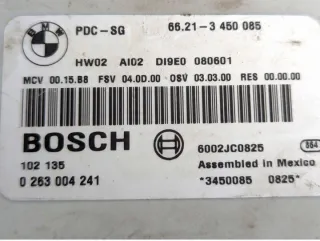 BMW PDC-SG 66.21-3 450 085
HW02 AI02 DI9E0 080601
MCV 00.15.B8 FSV 04.00.00 OSV 03.03.00 RES 00.00.00
BOSCH 6002JC0825 584
102 135 Assembled in Mexico
0 263 004 241 *3450085 0825*